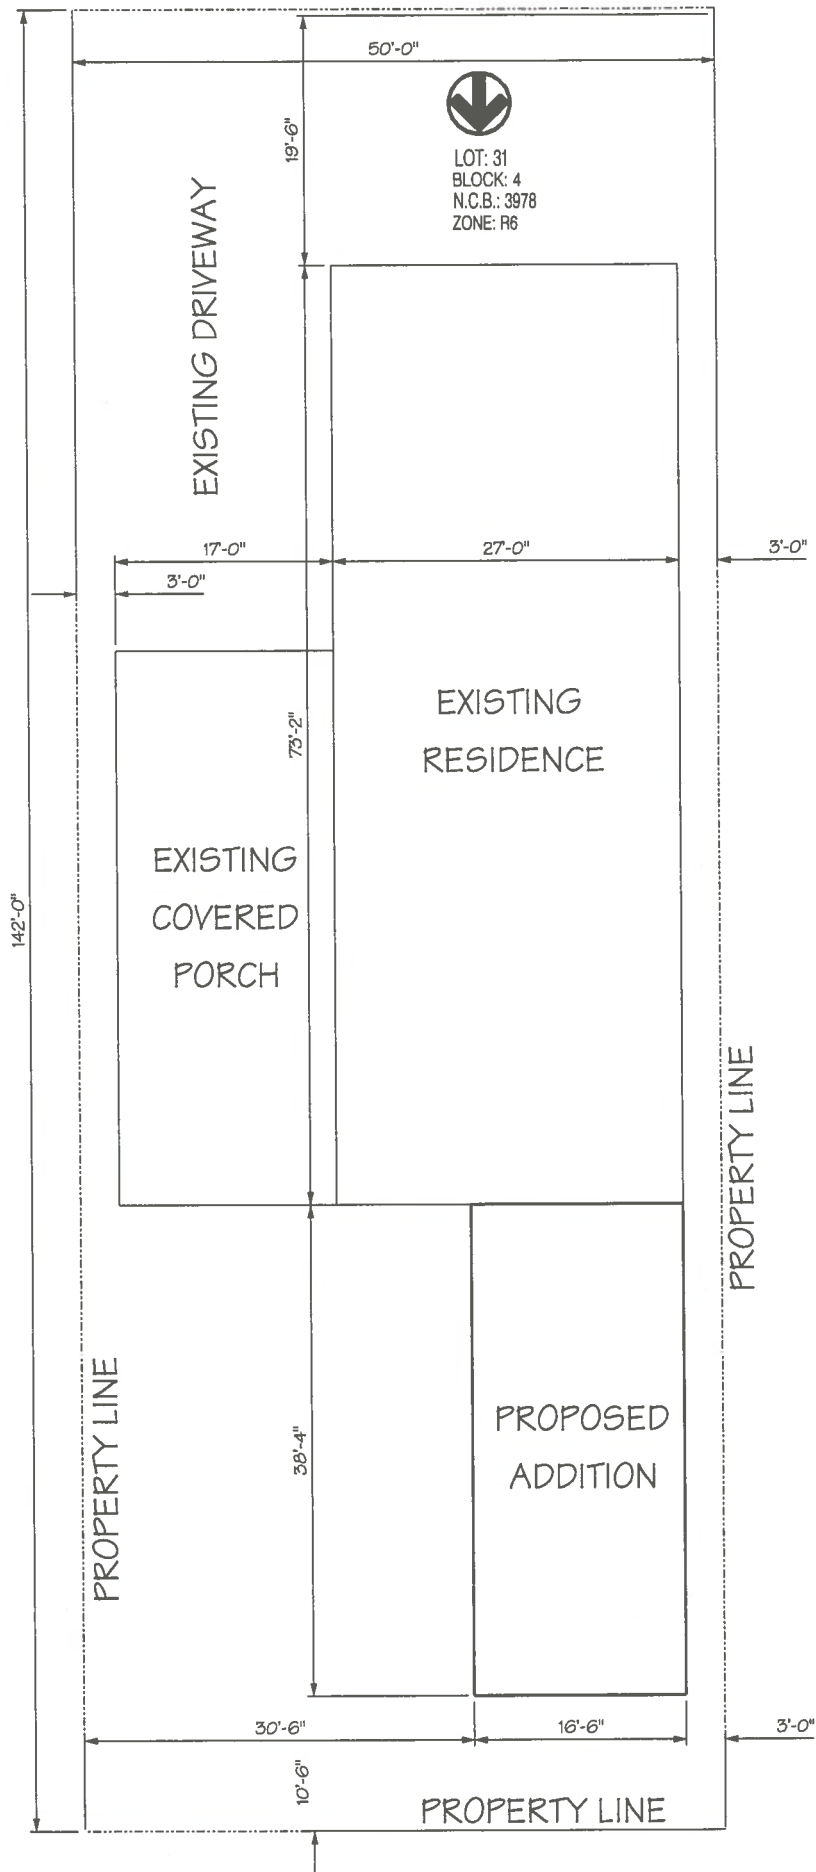 50'-0"
19'-6"
LOT: 31
BLOCK: 4
N.C.B.: 3978
ZONE: R6
EXISTING DRIVEWAY
17'-0"
27'-0"
3'-0"
3'-0"
EXISTING
RESIDENCE
73'-2"
EXISTING
COVERED
PORCH
142'-0"
PROPERTY LINE
PROPERTY LINE
38'-4"
PROPOSED
ADDITION
30'-6"
16'-6"
3'-0"
10'-6"
PROPERTY LINE